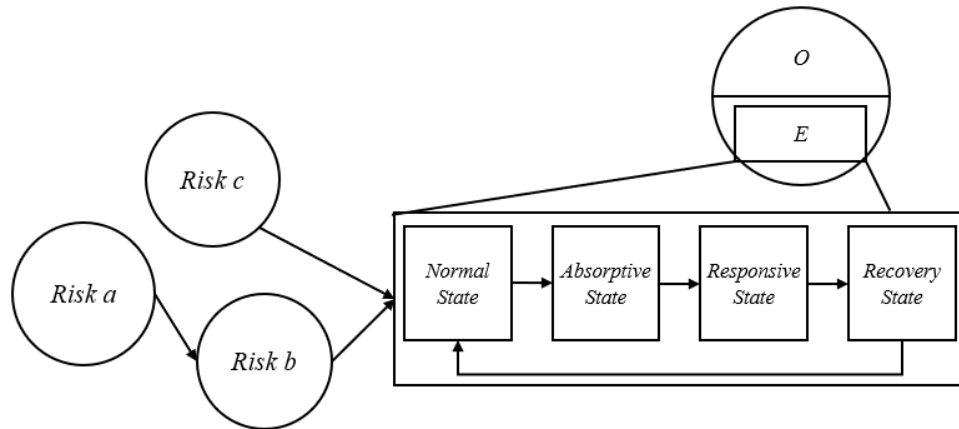 O
E
Risk c
Risk a
Risk b
Normal
State
Absorptive
State
Responsive
State
Recovery
State